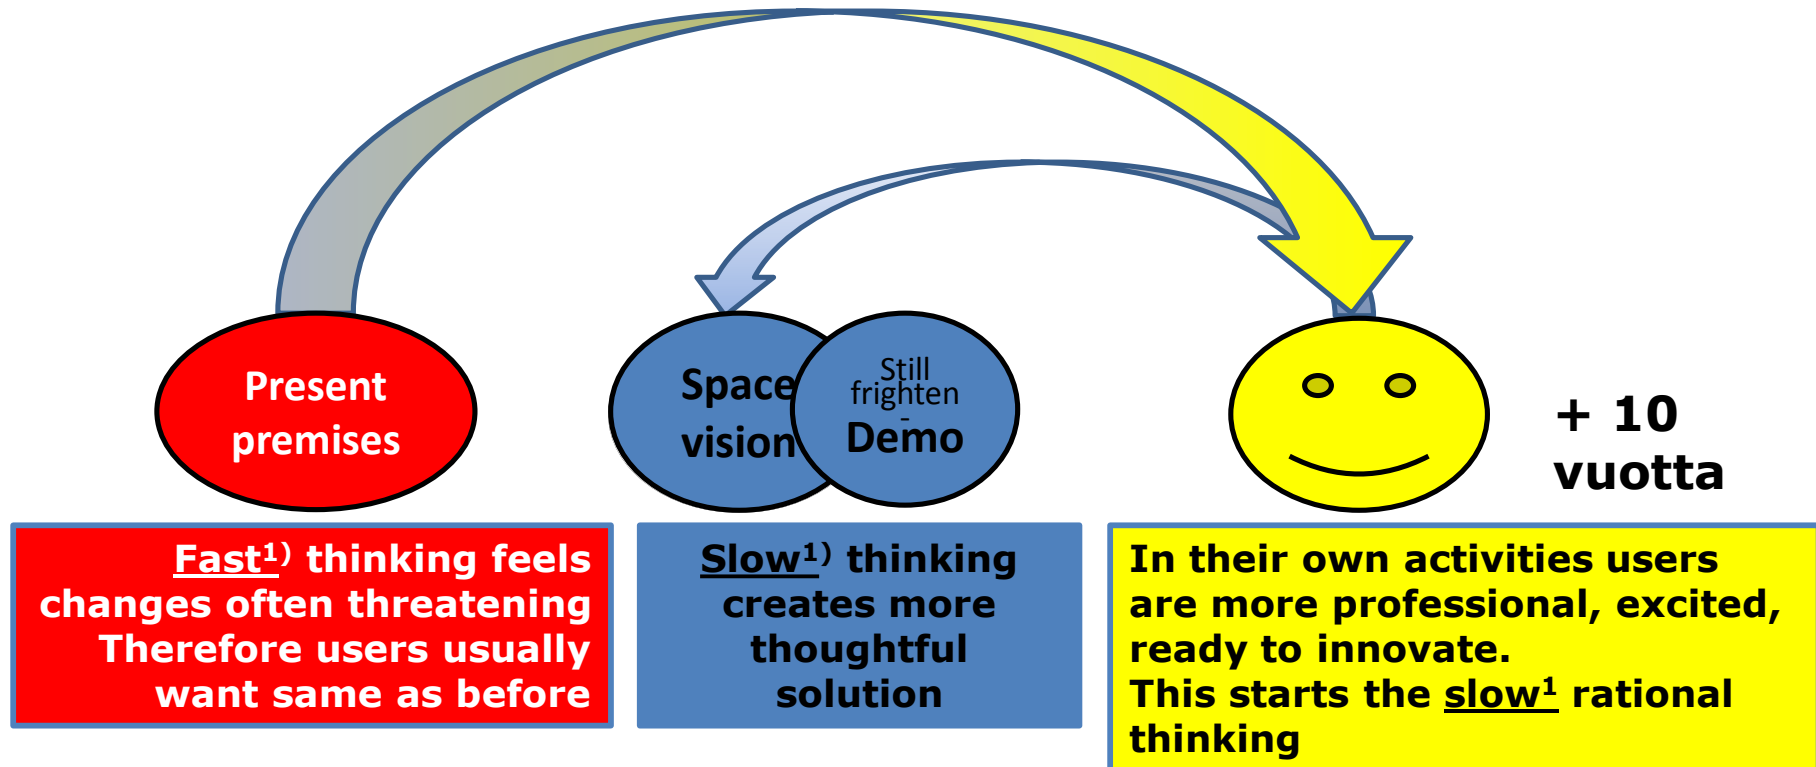 Present
premises
Space
vision
Still
frighten
-
Demo
+ 10
vuotta
Fast¹⁾ thinking feels
changes often threatening
Therefore users usually
want same as before
Slow¹⁾ thinking
creates more
thoughtful
solution
In their own activities users
are more professional, excited,
ready to innovate.
This starts the slow¹ rational
thinking